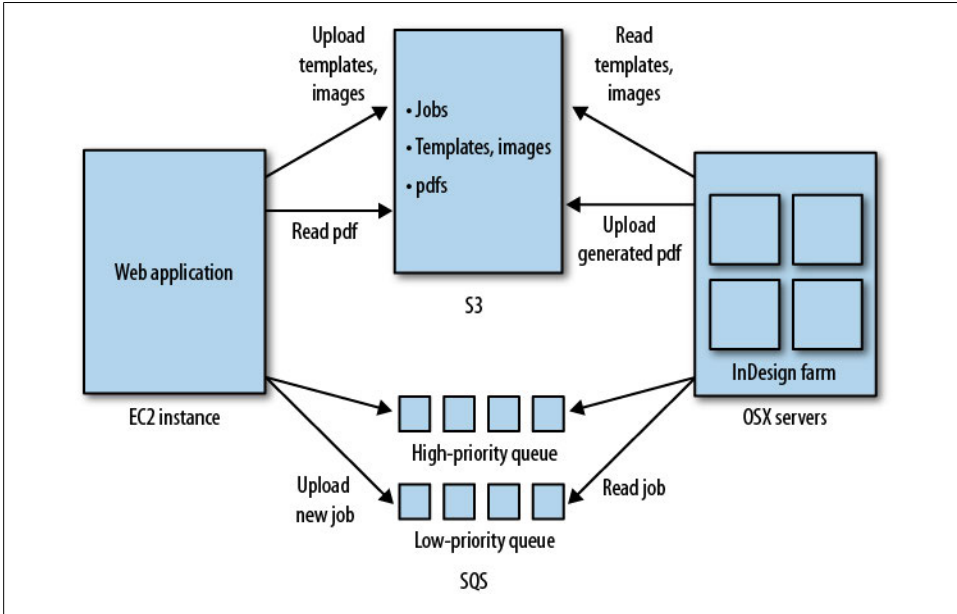 Upload
templates,
images
Read
templates,
images
• Jobs
• Templates, images
• pdfs
Read pdf
Upload
generated pdf
Web application
S3
InDesign farm
EC2 instance
OSX servers
High-priority queue
Upload
new job
Read job
Low-priority queue
SQS